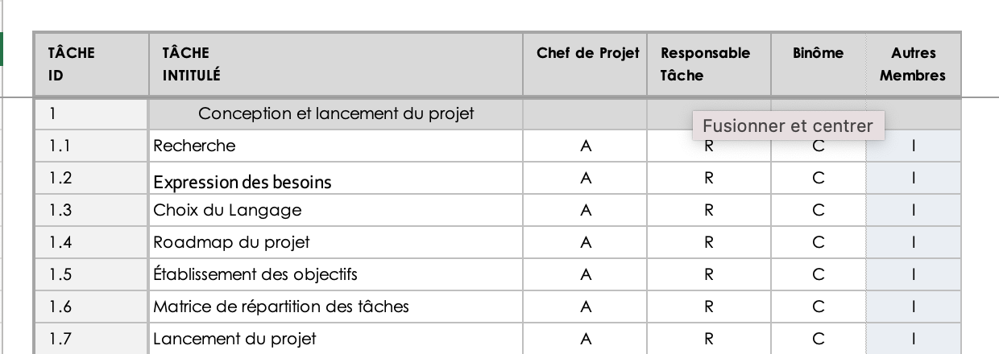 TÂCHE ID TÂCHE INTITULÉ Chef de Projet Responsable Tâche Binôme Autres Membres
1 Conception et lancement du projet
Fusionner et centrer
1.1 Recherche A R C I
1.2 Expression des besoins A R C I
1.3 Choix du Langage A R C I
1.4 Roadmap du projet A R C I
1.5 Établissement des objectifs A R C I
1.6 Matrice de répartition des tâches A R C I
1.7 Lancement du projet A R C I